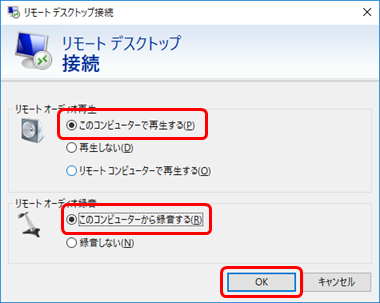 リモート デスクトップ接続
リモート デスクトップ
接続
リモート オーディオ再生
このコンピューターで再生する(P)
再生しない(D)
リモート コンピューターで再生する(O)
リモート オーディオ録音
このコンピューターから録音する(R)
録音しない(N)
OK キャンセル